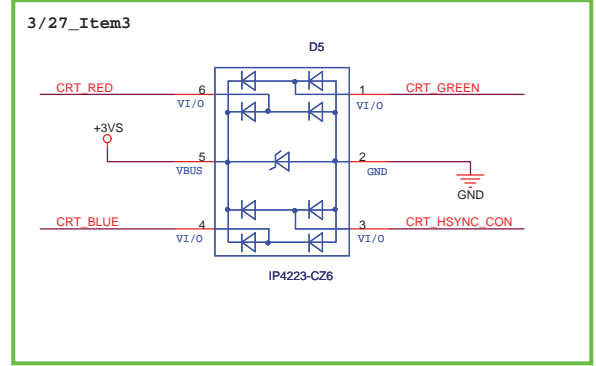 3/27_Item3
D5
CRT_RED 6 1 CRT_GREEN
VI/O VI/O
+3VS
5 2
VBUS GND
GND
CRT_BLUE 4 3 CRT_HSYNC_CON
VI/O VI/O
IP4223-CZ6